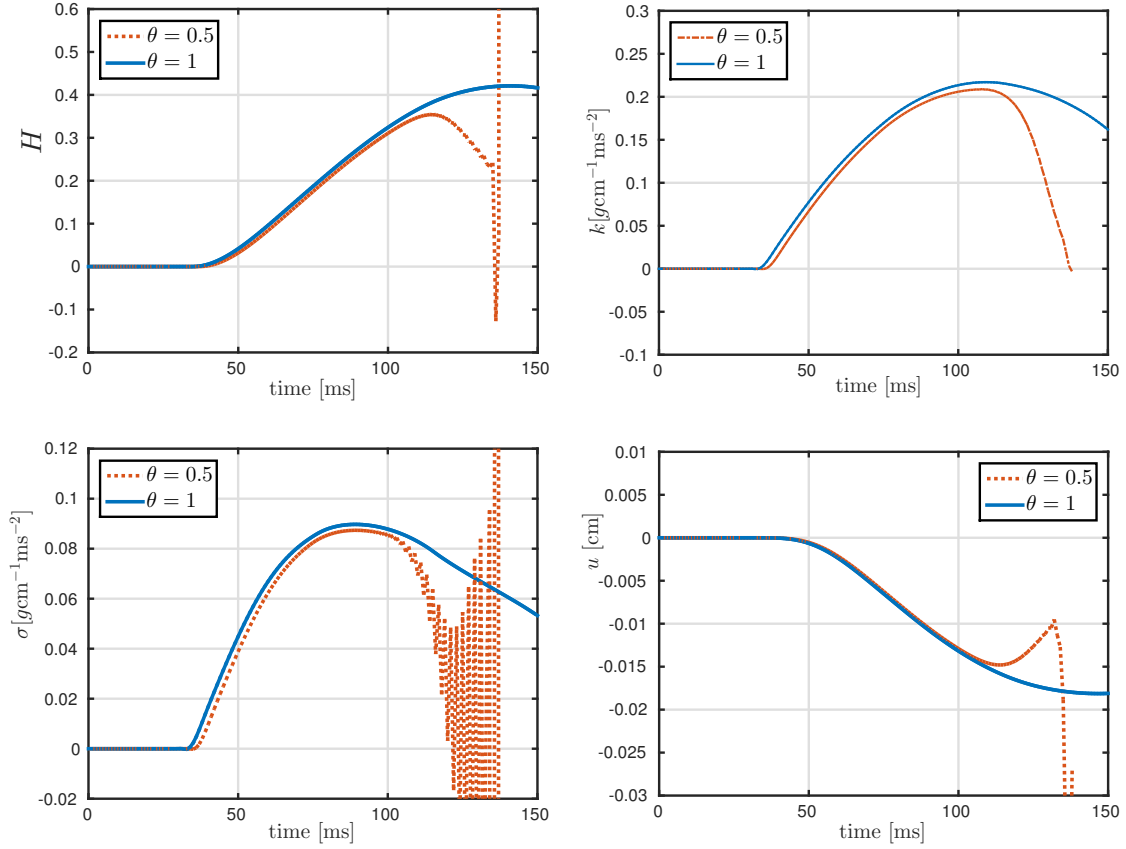 0.6
0.5
0.4
0.3
0.2
0.1
0
-0.1
-0.2
H
θ = 0.5
θ = 1
0 50 100 150
time [ms]
0.3
0.25
0.2
0.15
0.1
0.05
0
-0.05
-0.1
k[gcm⁻¹ms⁻²]
θ = 0.5
θ = 1
0 50 100 150
time [ms]
0.12
0.1
0.08
0.06
0.04
0.02
0
-0.02
σ[gcm⁻¹ms⁻²]
θ = 0.5
θ = 1
0 50 100 150
time [ms]
0.01
0.005
0
-0.005
-0.01
-0.015
-0.02
-0.025
-0.03
u [cm]
θ = 0.5
θ = 1
0 50 100 150
time [ms]